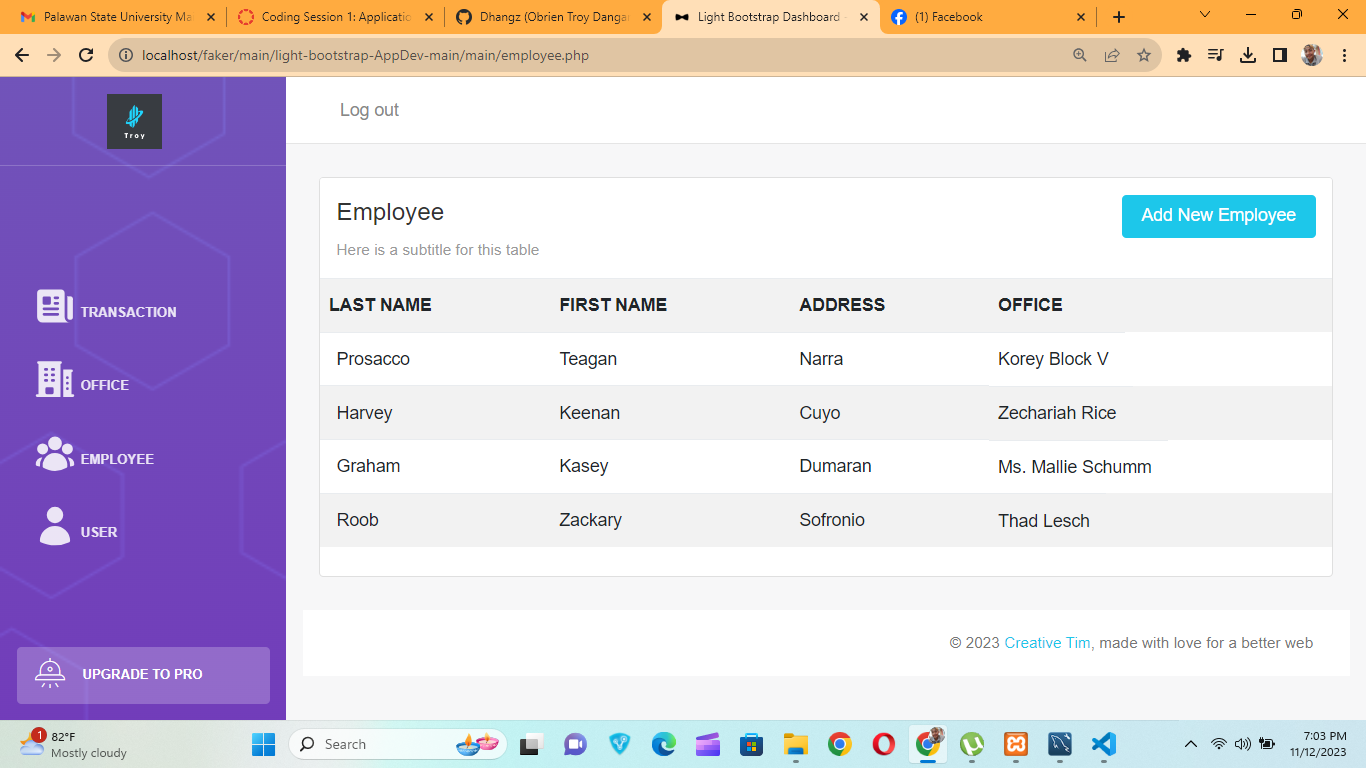 Palawan State University Ma
Coding Session 1: Applicatio
Dhangz (Obrien Troy Dangan
Light Bootstrap Dashboard -
(1) Facebook
localhost/faker/main/light-bootstrap-AppDev-main/main/employee.php
Troy
Log out
TRANSACTION
OFFICE
EMPLOYEE
USER
UPGRADE TO PRO
Employee
Add New Employee
Here is a subtitle for this table
LAST NAME FIRST NAME ADDRESS OFFICE
Prosacco Teagan Narra Korey Block V
Harvey Keenan Cuyo Zechariah Rice
Graham Kasey Dumaran Ms. Mallie Schumm
Roob Zackary Sofronio Thad Lesch
© 2023 Creative Tim, made with love for a better web
1
82°F
Mostly cloudy
Search
7:03 PM
11/12/2023